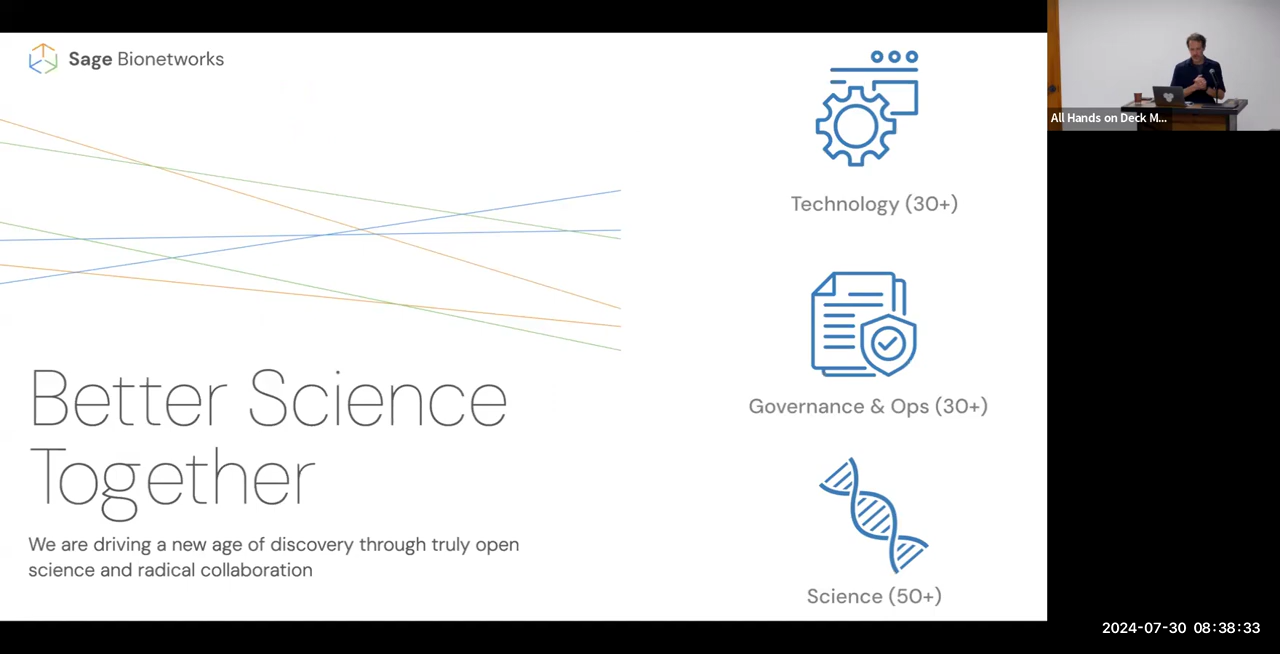 Sage Bionetworks
Technology (30+)
Governance & Ops (30+)
Better Science
Together
We are driving a new age of discovery through truly open
science and radical collaboration
Science (50+)
All Hands on Deck M...
2024-07-30 08:38:33